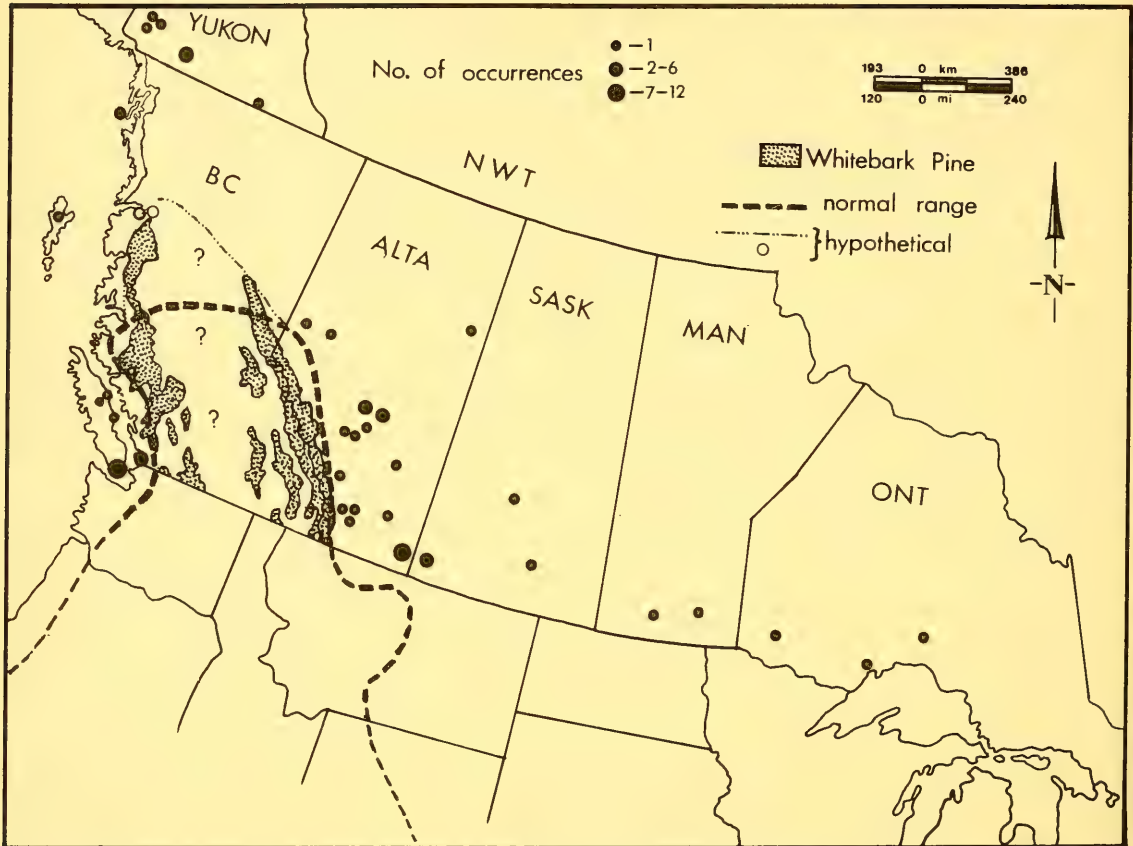 YUKON
No. of occurrences
–1
–2–6
–7–12
193 0 km 386
120 0 mi 240
NWT
Whitebark Pine
normal range
}hypothetical
BC
ALTA
SASK
MAN
ONT
-N-
?
?
?